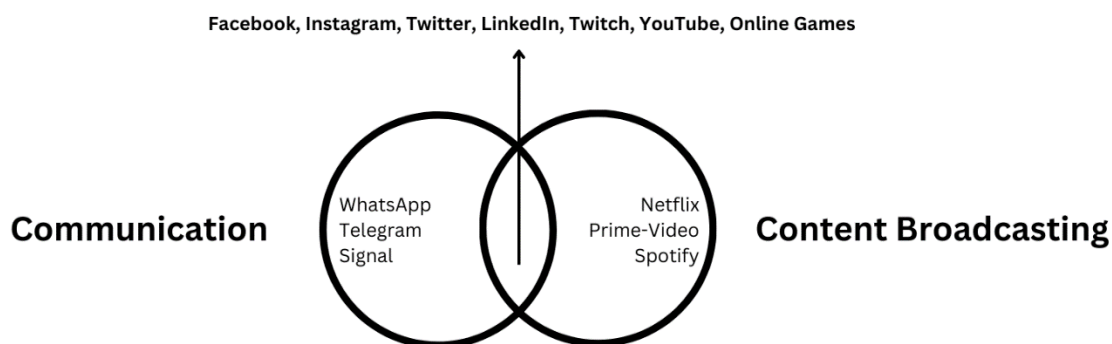 Facebook, Instagram, Twitter, LinkedIn, Twitch, YouTube, Online Games
Communication
WhatsApp
Telegram
Signal
Netflix
Prime-Video
Spotify
Content Broadcasting